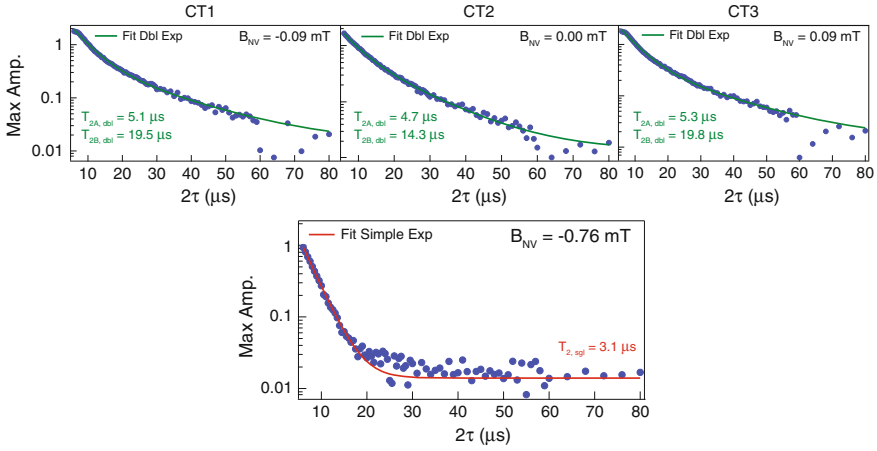 CT1
CT2
CT3
Fit Dbl Exp
B_NV = -0.09 mT
Fit Dbl Exp
B_NV = 0.00 mT
Fit Dbl Exp
B_NV = 0.09 mT
Max Amp.
1
0.1
0.01
T_2A, dbl = 5.1 μs
T_2B, dbl = 19.5 μs
T_2A, dbl = 4.7 μs
T_2B, dbl = 14.3 μs
T_2A, dbl = 5.3 μs
T_2B, dbl = 19.8 μs
10 20 30 40 50 60 70 80
10 20 30 40 50 60 70 80
10 20 30 40 50 60 70 80
2τ (μs)
2τ (μs)
2τ (μs)
Fit Simple Exp
B_NV = -0.76 mT
Max Amp.
1
0.1
0.01
T_2, sgl = 3.1 μs
10 20 30 40 50 60 70 80
2τ (μs)